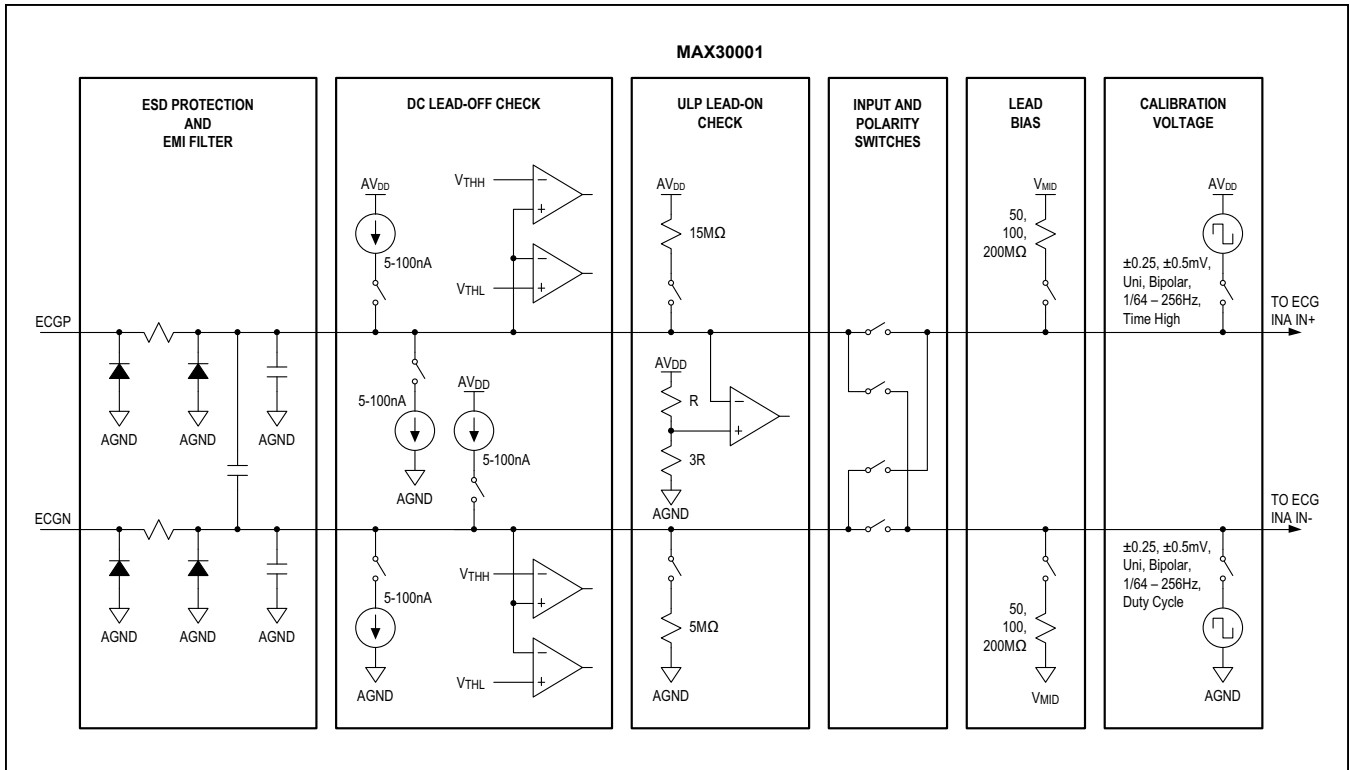 MAX30001
ESD PROTECTION
AND
EMI FILTER
DC LEAD-OFF CHECK
ULP LEAD-ON
CHECK
INPUT AND
POLARITY
SWITCHES
LEAD
BIAS
CALIBRATION
VOLTAGE
AVDD
5-100nA
VTHH
−
+
−
+
VTHL
AVDD
15MΩ
VMID
50,
100,
200MΩ
AVDD
±0.25, ±0.5mV,
Uni, Bipolar,
1/64 – 256Hz,
Time High
ECGP
TO ECG
INA IN+
AGND
AGND
AGND
5-100nA
AGND
AVDD
5-100nA
AVDD
R
3R
AGND
−
+
ECGN
TO ECG
INA IN-
AGND
AGND
AGND
5-100nA
AGND
VTHH
−
+
−
+
VTHL
5MΩ
AGND
50,
100,
200MΩ
VMID
±0.25, ±0.5mV,
Uni, Bipolar,
1/64 – 256Hz,
Duty Cycle
AGND